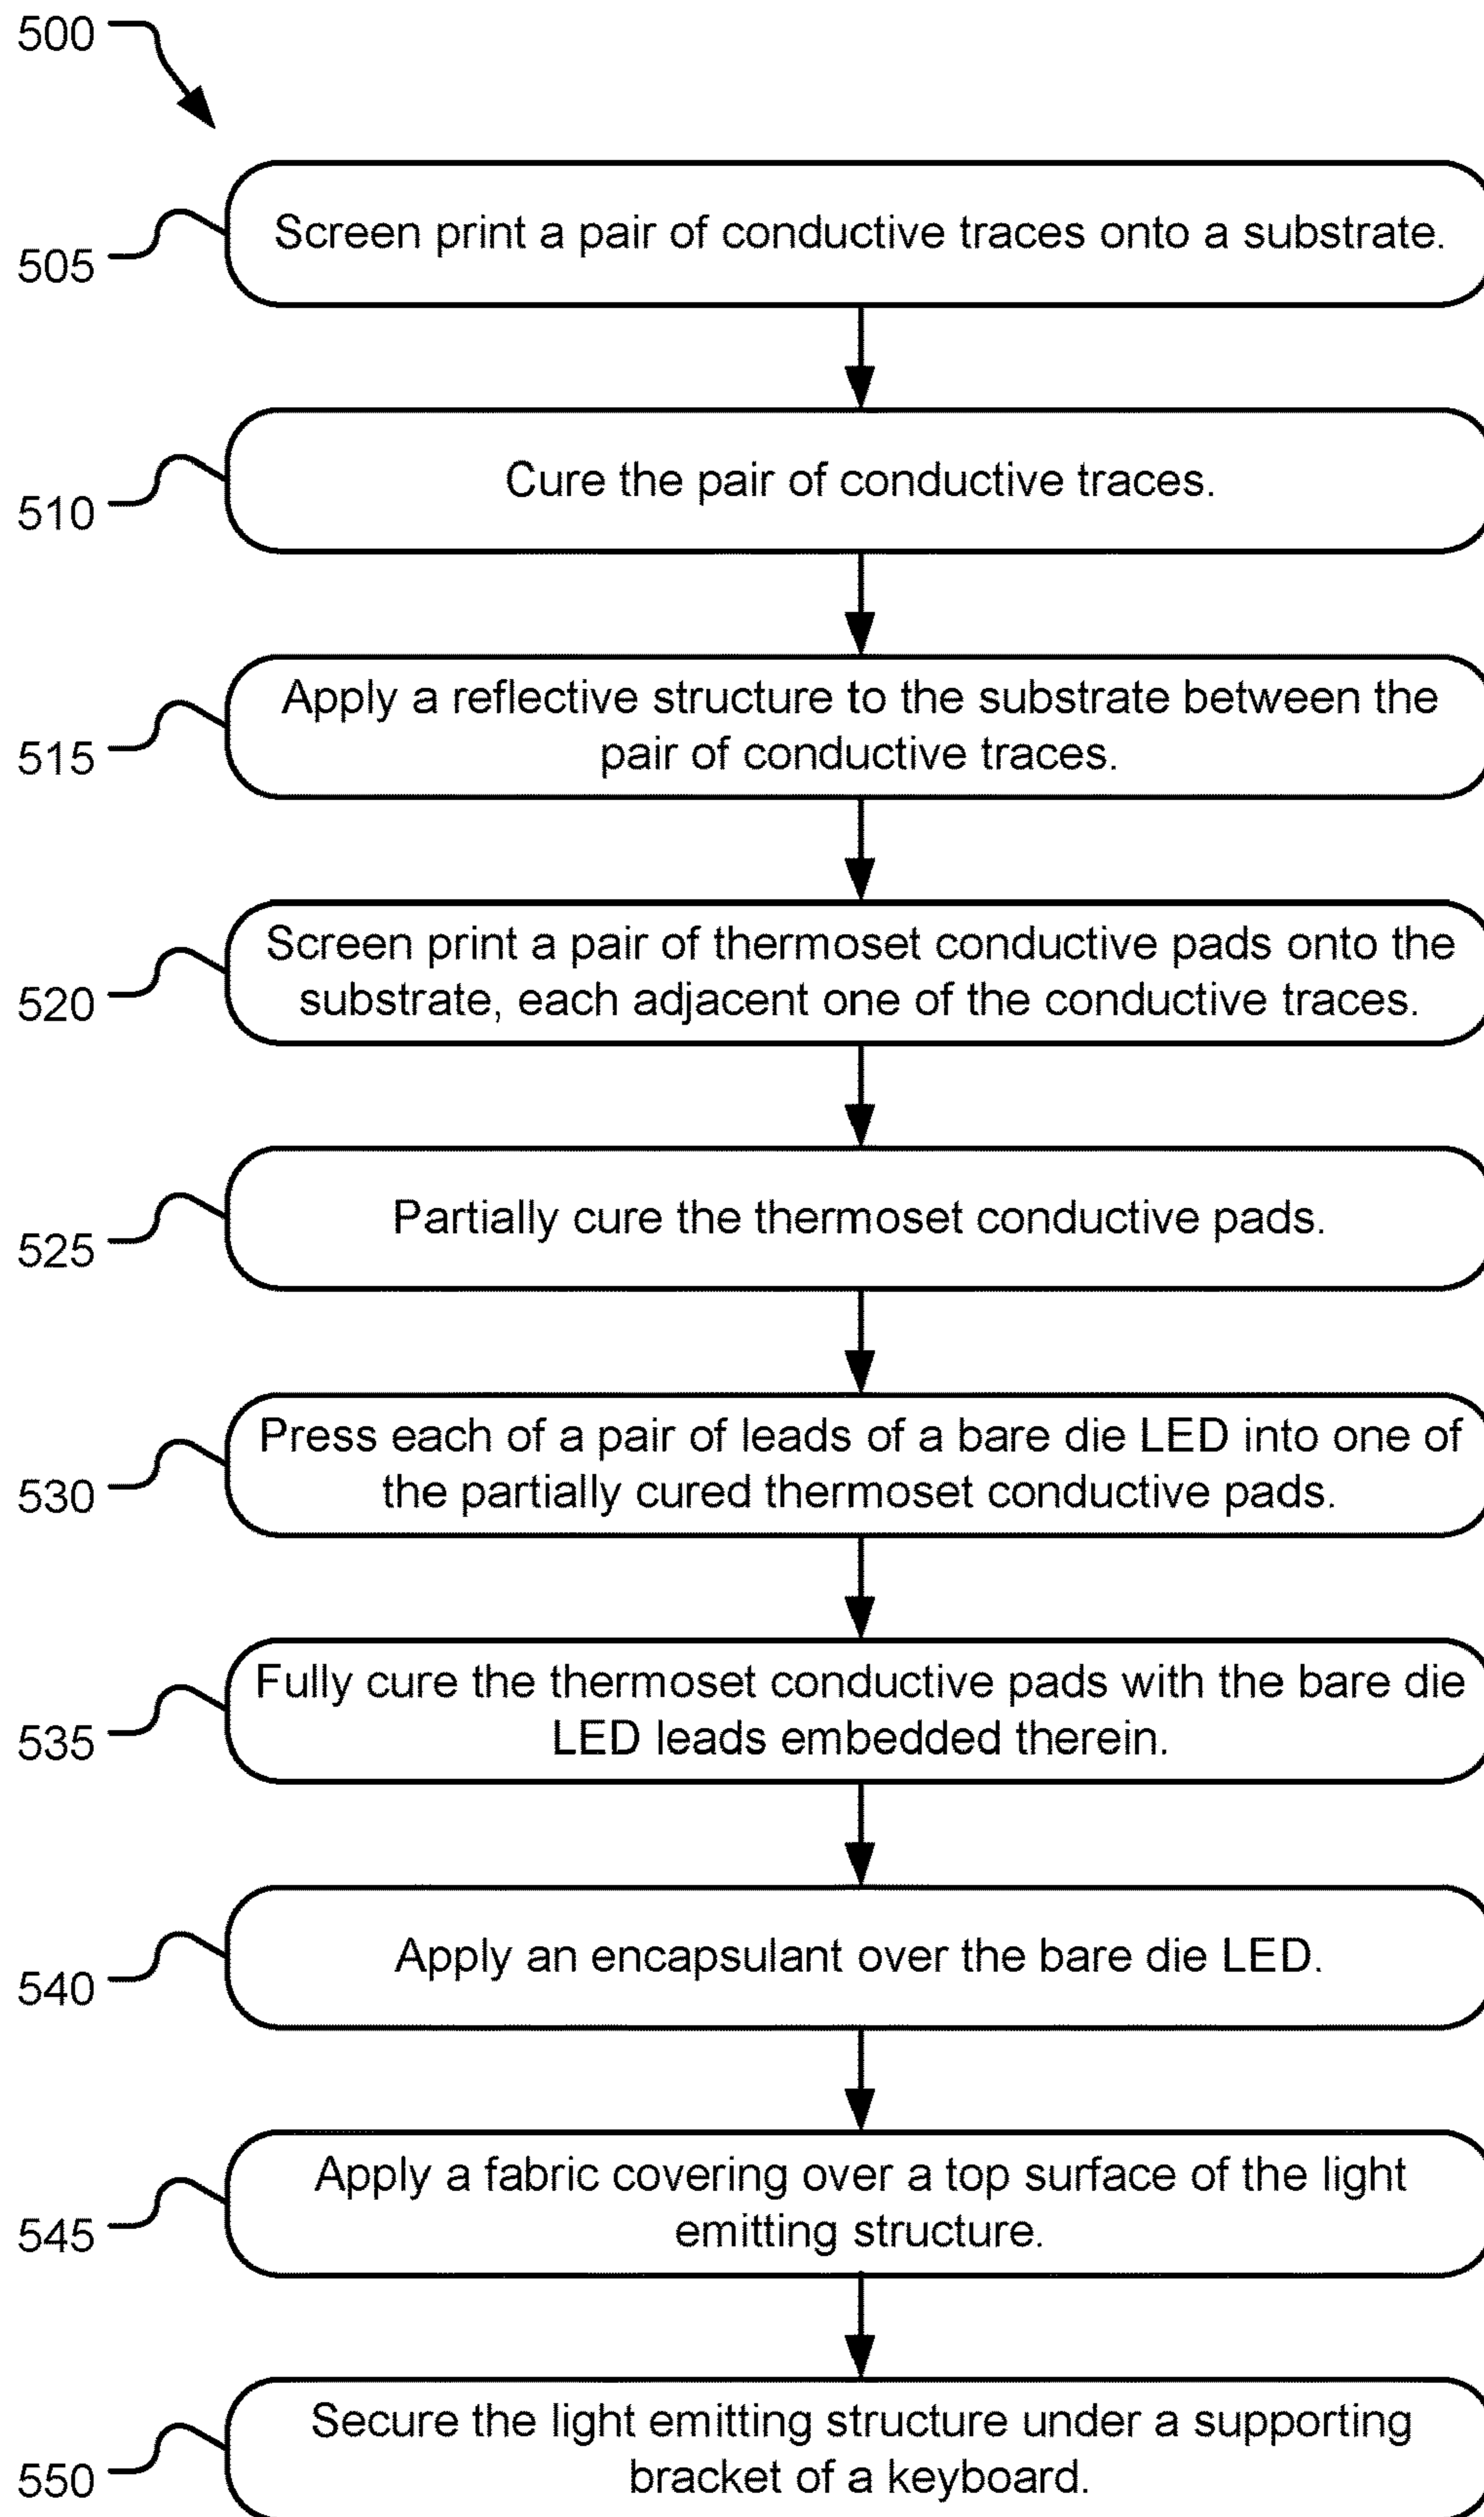 500
505
Screen print a pair of conductive traces onto a substrate.
510
Cure the pair of conductive traces.
515
Apply a reflective structure to the substrate between the
pair of conductive traces.
520
Screen print a pair of thermoset conductive pads onto the
substrate, each adjacent one of the conductive traces.
525
Partially cure the thermoset conductive pads.
530
Press each of a pair of leads of a bare die LED into one of
the partially cured thermoset conductive pads.
535
Fully cure the thermoset conductive pads with the bare die
LED leads embedded therein.
540
Apply an encapsulant over the bare die LED.
545
Apply a fabric covering over a top surface of the light
emitting structure.
550
Secure the light emitting structure under a supporting
bracket of a keyboard.